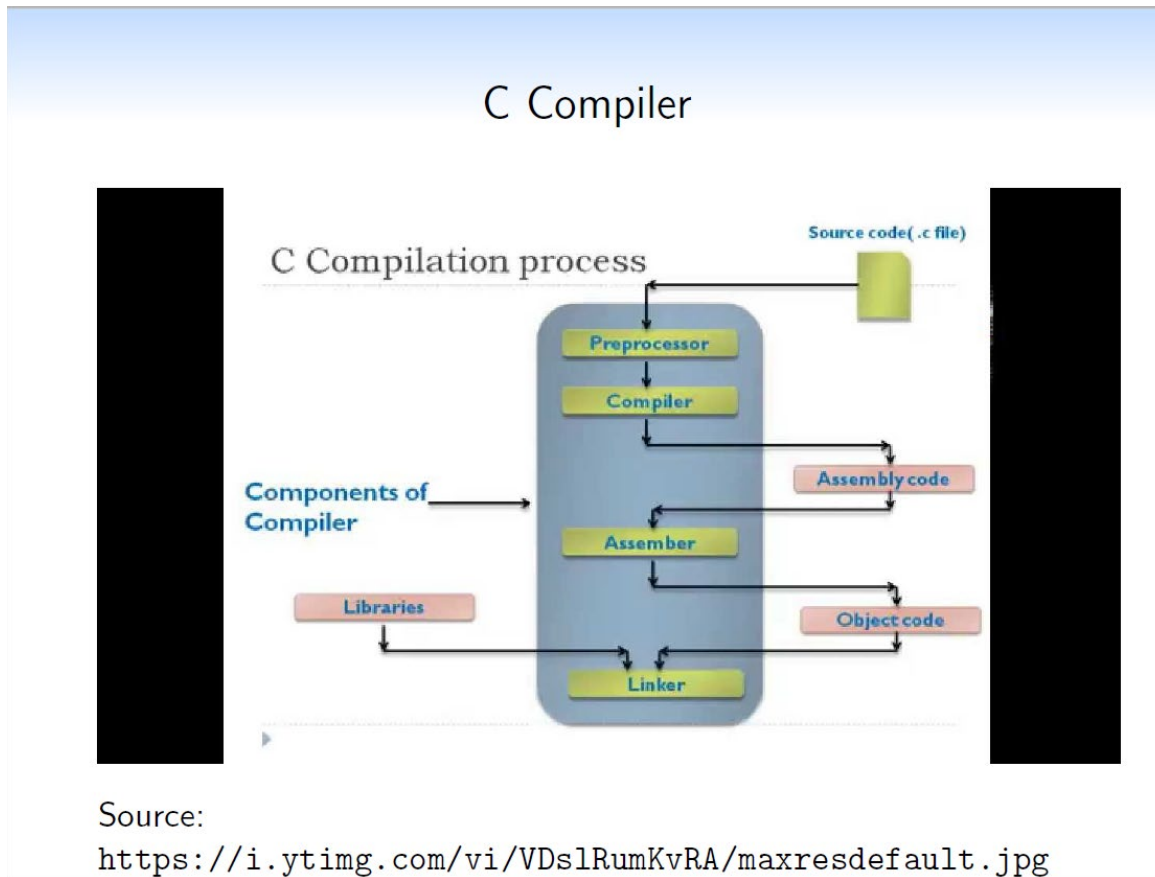 C Compiler
Source code( .c file)
C Compilation process
Preprocessor
Compiler
Assembly code
Components of
Compiler
Assember
Libraries
Object code
Linker
Source:
https://i.ytimg.com/vi/VDslRumKvRA/maxresdefault.jpg